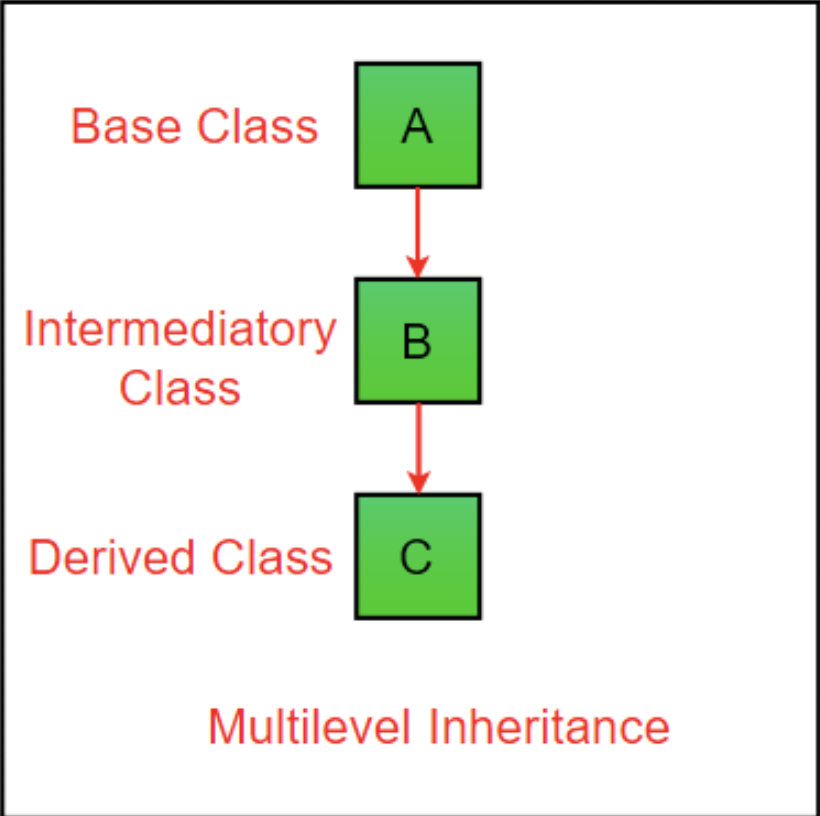 Base Class
A
Intermediatory
Class
B
Derived Class
C
Multilevel Inheritance